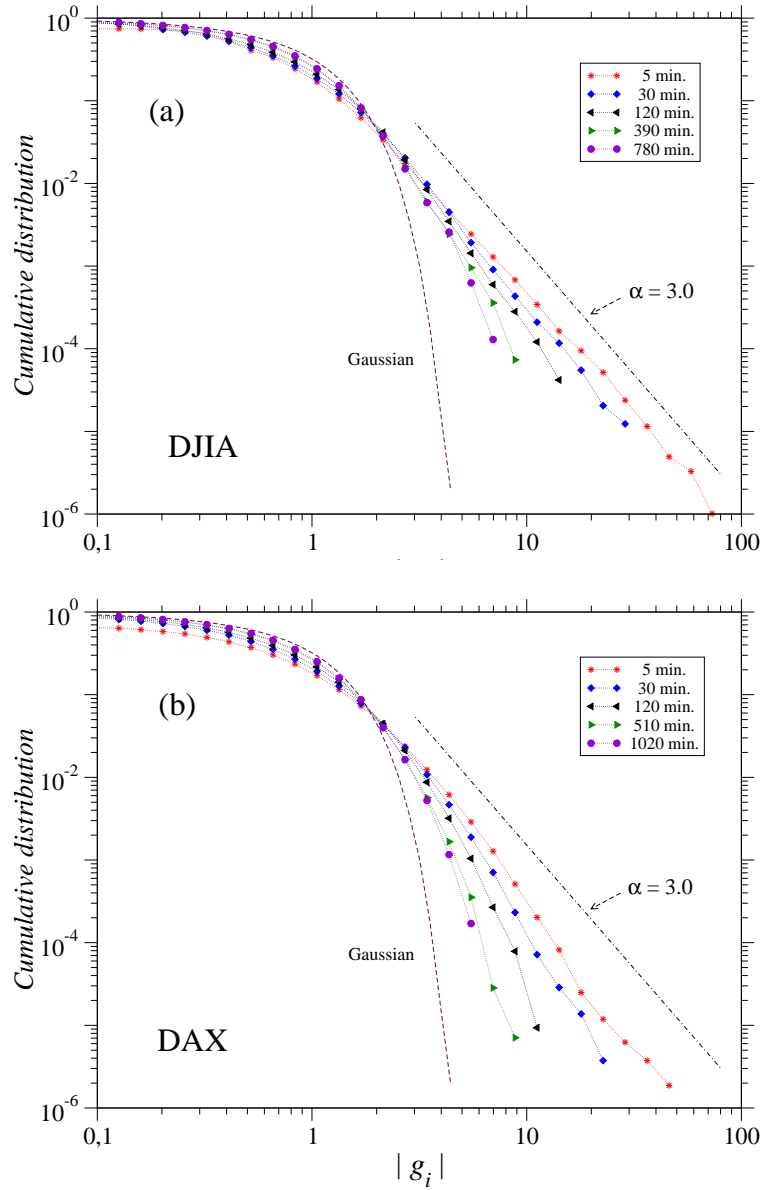 10^0
10^-2
10^-4
10^-6
Cumulative distribution
(a)
5 min.
30 min.
120 min.
390 min.
780 min.
α = 3.0
Gaussian
DJIA
0,1
1
10
100
10^0
10^-2
10^-4
10^-6
Cumulative distribution
(b)
5 min.
30 min.
120 min.
510 min.
1020 min.
α = 3.0
Gaussian
DAX
0,1
1
10
100
| g_i |